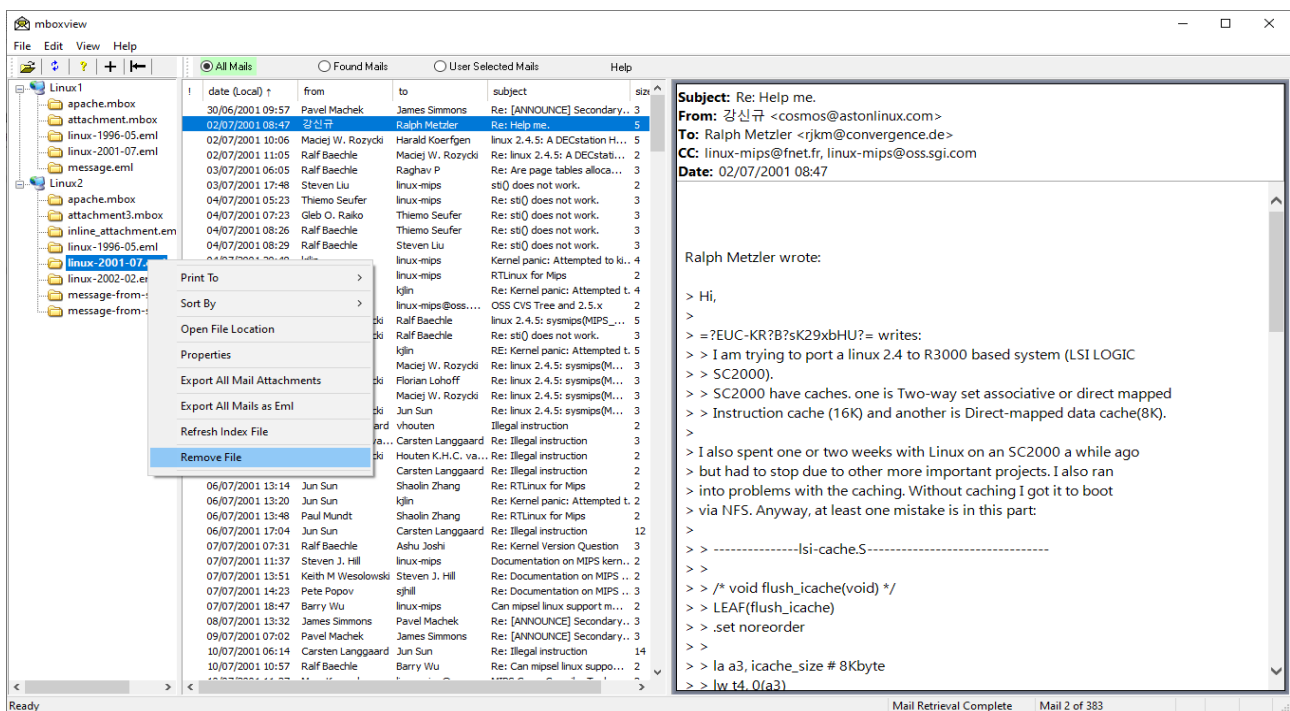 mboxview
File Edit View Help
All Mails Found Mails User Selected Mails Help
Linux1
apache.mbox
attachment.mbox
linux-1996-05.eml
linux-2001-07.eml
message.eml
Linux2
apache.mbox
attachment3.mbox
inline_attachment.em
linux-1996-05.eml
linux-2001-07.
linux-2002-02.er
message-from-s
message-from-s
Print To
Sort By
Open File Location
Properties
Export All Mail Attachments
Export All Mails as Eml
Refresh Index File
Remove File
! date (Local) ↑ from to subject size
30/06/2001 09:57 Pavel Machek James Simmons Re: [ANNOUNCE] Secondary... 3
02/07/2001 08:47 강신규 Ralph Metzler Re: Help me. 5
02/07/2001 10:06 Maciej W. Rozycki Harald Koerfgen linux 2.4.5: A DECstation H... 5
02/07/2001 11:05 Ralf Baechle Maciej W. Rozycki Re: linux 2.4.5: A DECstati... 2
03/07/2001 06:05 Ralf Baechle Raghav P Re: Are page tables alloca... 3
03/07/2001 17:48 Steven Liu linux-mips sti() does not work. 2
04/07/2001 05:23 Thiemo Seufer linux-mips Re: sti() does not work. 3
04/07/2001 07:23 Gleb O. Raiko Thiemo Seufer Re: sti() does not work. 3
04/07/2001 08:26 Ralf Baechle Thiemo Seufer Re: sti() does not work. 3
04/07/2001 08:29 Ralf Baechle Steven Liu Re: sti() does not work. 3
linux-mips Kernel panic: Attempted to ki.. 4
linux-mips RTLinux for Mips 2
kjlin Re: Kernel panic: Attempted t. 4
linux-mips@oss.... OSS CVS Tree and 2.5.x 2
cki Ralf Baechle linux 2.4.5: sysmips(MIPS_... 5
cki Ralf Baechle Re: sti() does not work. 3
kjlin RE: Kernel panic: Attempted t. 5
Maciej W. Rozycki Re: linux 2.4.5: sysmips(M... 3
cki Florian Lohoff Re: linux 2.4.5: sysmips(M... 3
Maciej W. Rozycki Re: linux 2.4.5: sysmips(M... 3
cki Jun Sun Re: linux 2.4.5: sysmips(M... 3
ard vhouten Illegal instruction 2
va... Carsten Langgaard Re: Illegal instruction 3
cki Houten K.H.C. va... Re: Illegal instruction 2
Carsten Langgaard Re: Illegal instruction 2
06/07/2001 13:14 Jun Sun Shaolin Zhang Re: RTLinux for Mips 2
06/07/2001 13:20 Jun Sun kjlin Re: Kernel panic: Attempted t. 2
06/07/2001 13:48 Paul Mundt Shaolin Zhang Re: RTLinux for Mips 2
06/07/2001 17:04 Jun Sun Carsten Langgaard Re: Illegal instruction 12
07/07/2001 07:31 Ralf Baechle Ashu Joshi Re: Kernel Version Question 3
07/07/2001 11:37 Steven J. Hill linux-mips Documentation on MIPS kern.. 2
07/07/2001 13:51 Keith M Wesolowski Steven J. Hill Re: Documentation on MIPS .. 2
07/07/2001 14:23 Pete Popov sjhill Re: Documentation on MIPS .. 3
07/07/2001 18:47 Barry Wu linux-mips Can mipsel linux support m... 2
08/07/2001 13:32 James Simmons Pavel Machek Re: [ANNOUNCE] Secondary.. 3
09/07/2001 07:02 Pavel Machek James Simmons Re: [ANNOUNCE] Secondary.. 3
10/07/2001 06:14 Carsten Langgaard Jun Sun Re: Illegal instruction 14
10/07/2001 10:57 Ralf Baechle Barry Wu Re: Can mipsel linux suppo... 2
Subject: Re: Help me.
From: 강신규 <cosmos@astonlinux.com>
To: Ralph Metzler <rjkm@convergence.de>
CC: linux-mips@fnet.fr, linux-mips@oss.sgi.com
Date: 02/07/2001 08:47
Ralph Metzler wrote:
> Hi,
>
> =?EUC-KR?B?sK29xbHU?= writes:
> > I am trying to port a linux 2.4 to R3000 based system (LSI LOGIC
> > SC2000).
> > SC2000 have caches. one is Two-way set associative or direct mapped
> > Instruction cache (16K) and another is Direct-mapped data cache(8K).
>
> I also spent one or two weeks with Linux on an SC2000 a while ago
> but had to stop due to other more important projects. I also ran
> into problems with the caching. Without caching I got it to boot
> via NFS. Anyway, at least one mistake is in this part:
>
> > ---------------lsi-cache.S--------------------------------
> >
> > /* void flush_icache(void) */
> > LEAF(flush_icache)
> > .set noreorder
> >
> > la a3, icache_size # 8Kbyte
> > lw t4, 0(a3)
Ready Mail Retrieval Complete Mail 2 of 383